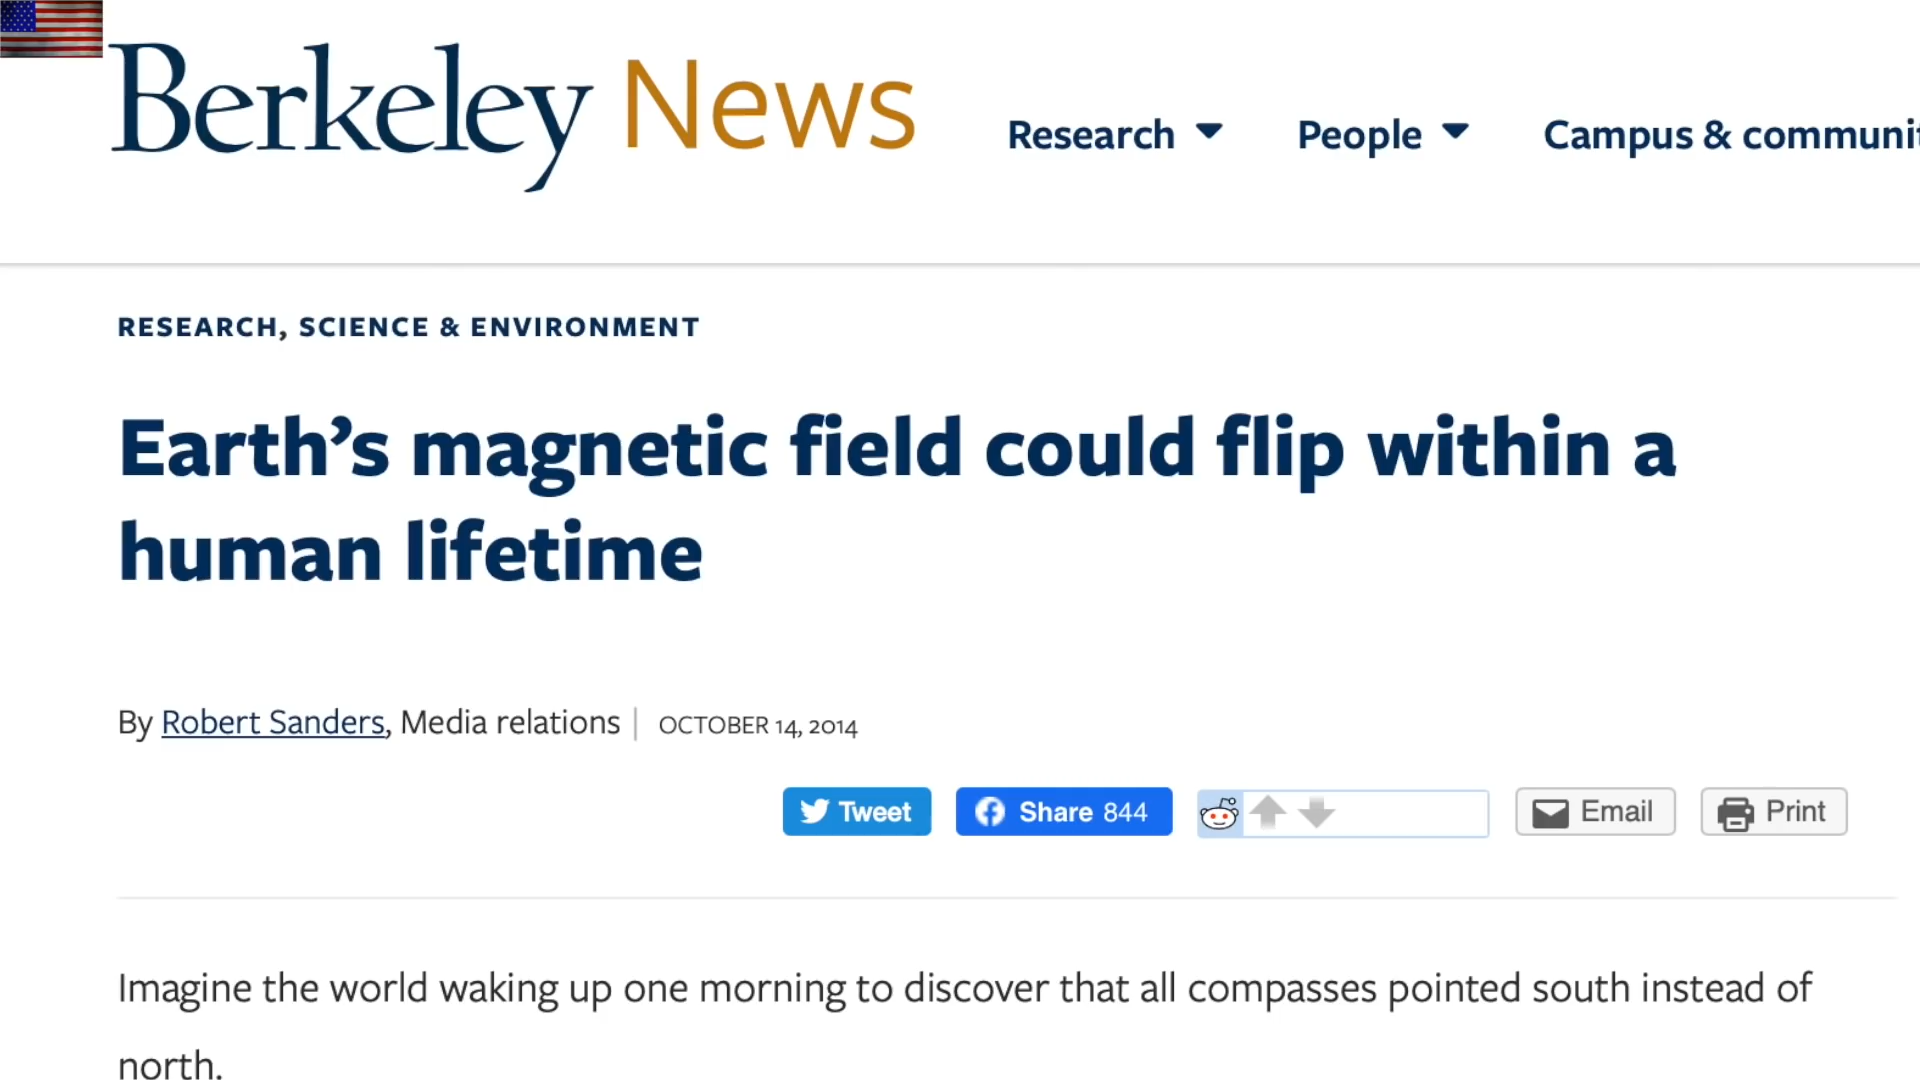 Berkeley News
Research People Campus & communi
RESEARCH, SCIENCE & ENVIRONMENT
Earth’s magnetic field could flip within a
human lifetime
By Robert Sanders, Media relations | OCTOBER 14, 2014
Tweet Share 844 Email Print
Imagine the world waking up one morning to discover that all compasses pointed south instead of
north.